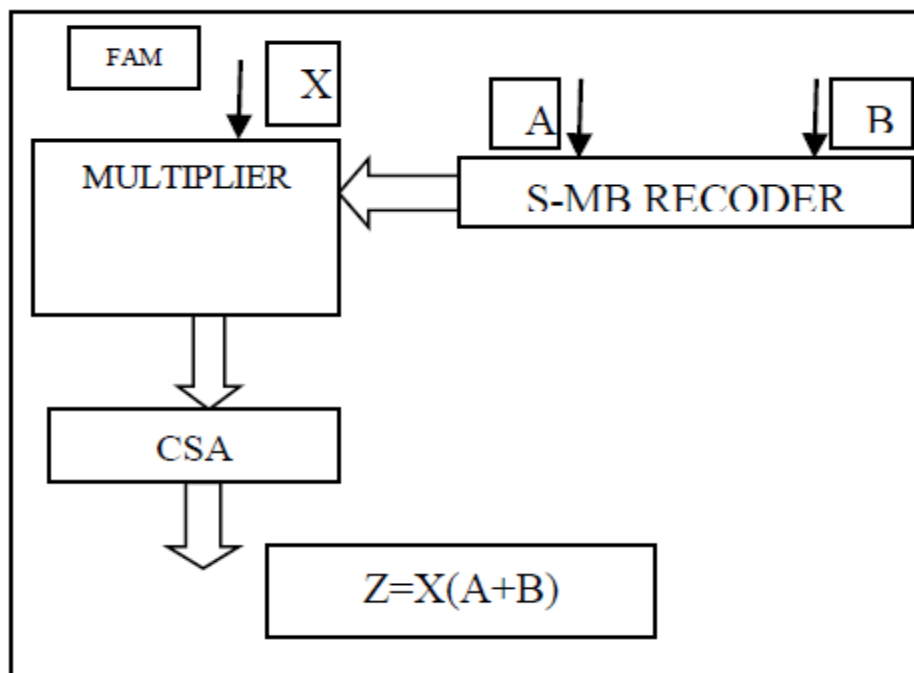 FAM
X
A
B
MULTIPLIER
S-MB RECODER
CSA
Z=X(A+B)